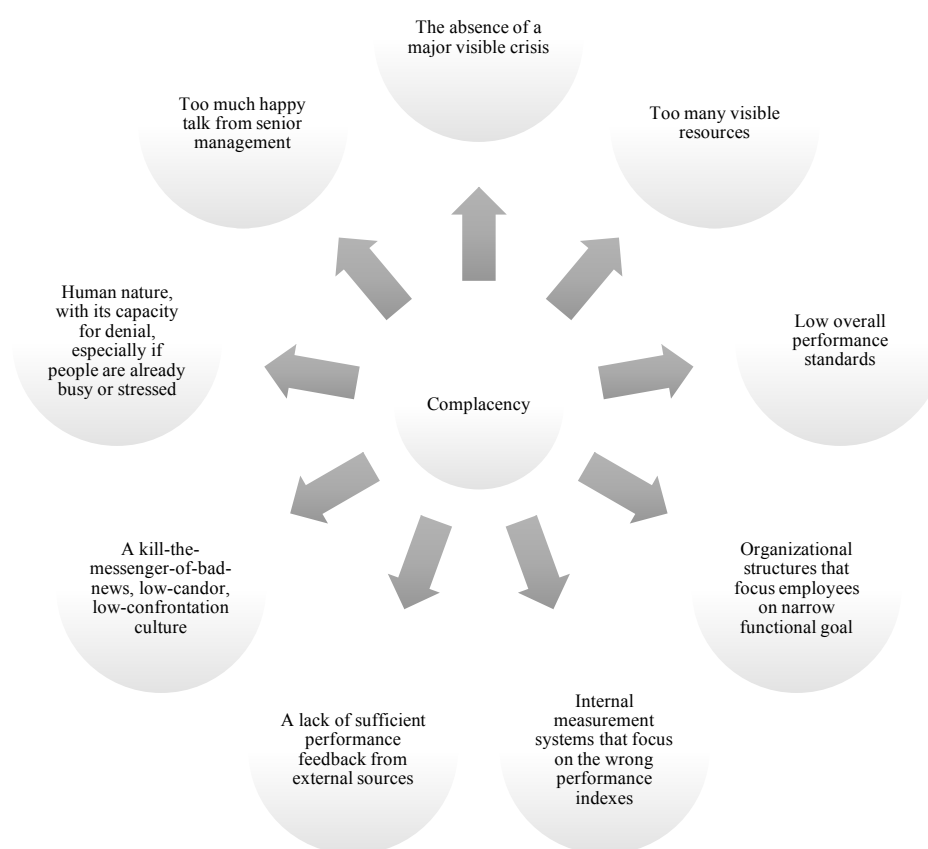 The absence of a
major visible crisis
Too many visible
resources
Low overall
performance
standards
Organizational
structures that
focus employees
on narrow
functional goal
Internal
measurement
systems that focus
on the wrong
performance
indexes
A lack of sufficient
performance
feedback from
external sources
A kill-the-
messenger-of-bad-
news, low-candor,
low-confrontation
culture
Human nature,
with its capacity
for denial,
especially if
people are already
busy or stressed
Too much happy
talk from senior
management
Complacency